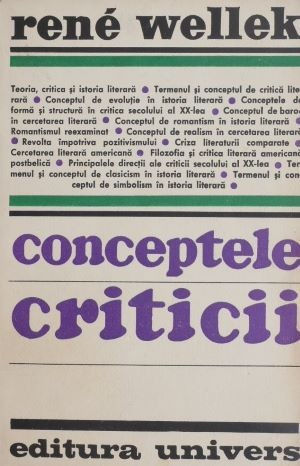 rené wellek
Teoria, critica și istoria literară ● Termenul și conceptul de critică lite
rară ● Conceptul de evoluție în istoria literară ● Conceptele de
formă și structură în critica secolului al XX-lea ● Conceptul de baroc
în cercetarea literară ● Conceptul de romantism în istoria literară ●
Romantismul reexaminat ● Conceptul de realism în cercetarea literară
● Revolta împotriva pozitivismului ● Criza literaturii comparate ●
Cercetarea literară americană ● Filozofia și critica literară americană
postbelică ● Principalele direcții ale criticii secolului al XX-lea ● Ter
menul și conceptul de clasicism în istoria literară ● Termenul și con
ceptul de simbolism în istoria literară ●
conceptele
criticii
editura univers